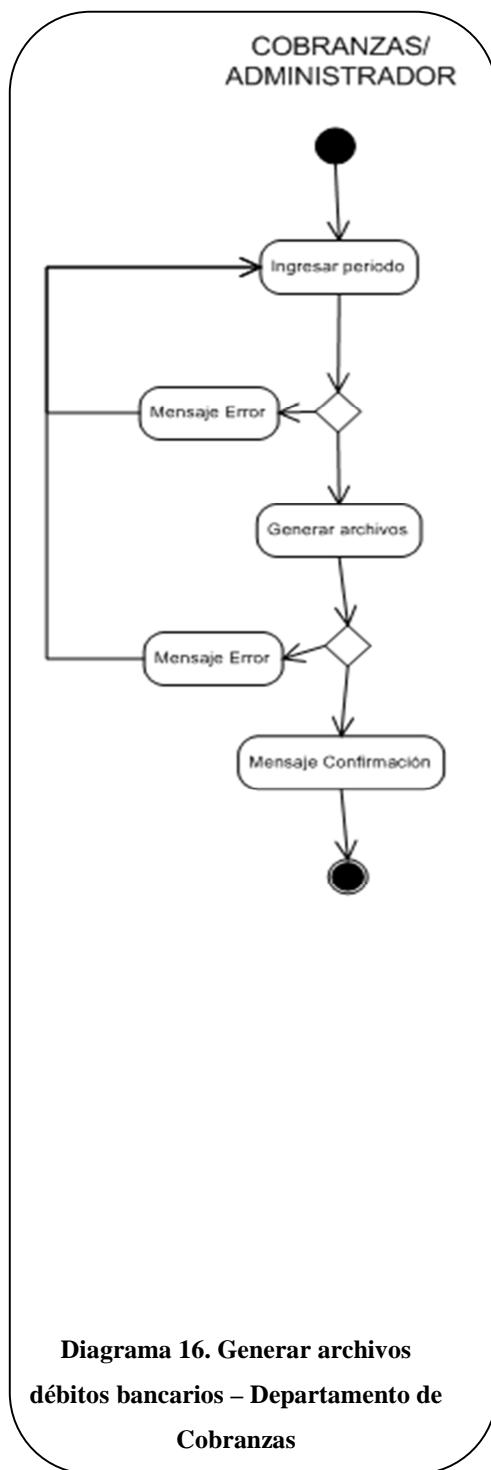 COBRANZAS/
ADMINISTRADOR
Ingresar periodo
Mensaje Error
Generar archivos
Mensaje Error
Mensaje Confirmación
Diagrama 16. Generar archivos
débitos bancarios – Departamento de
Cobranzas